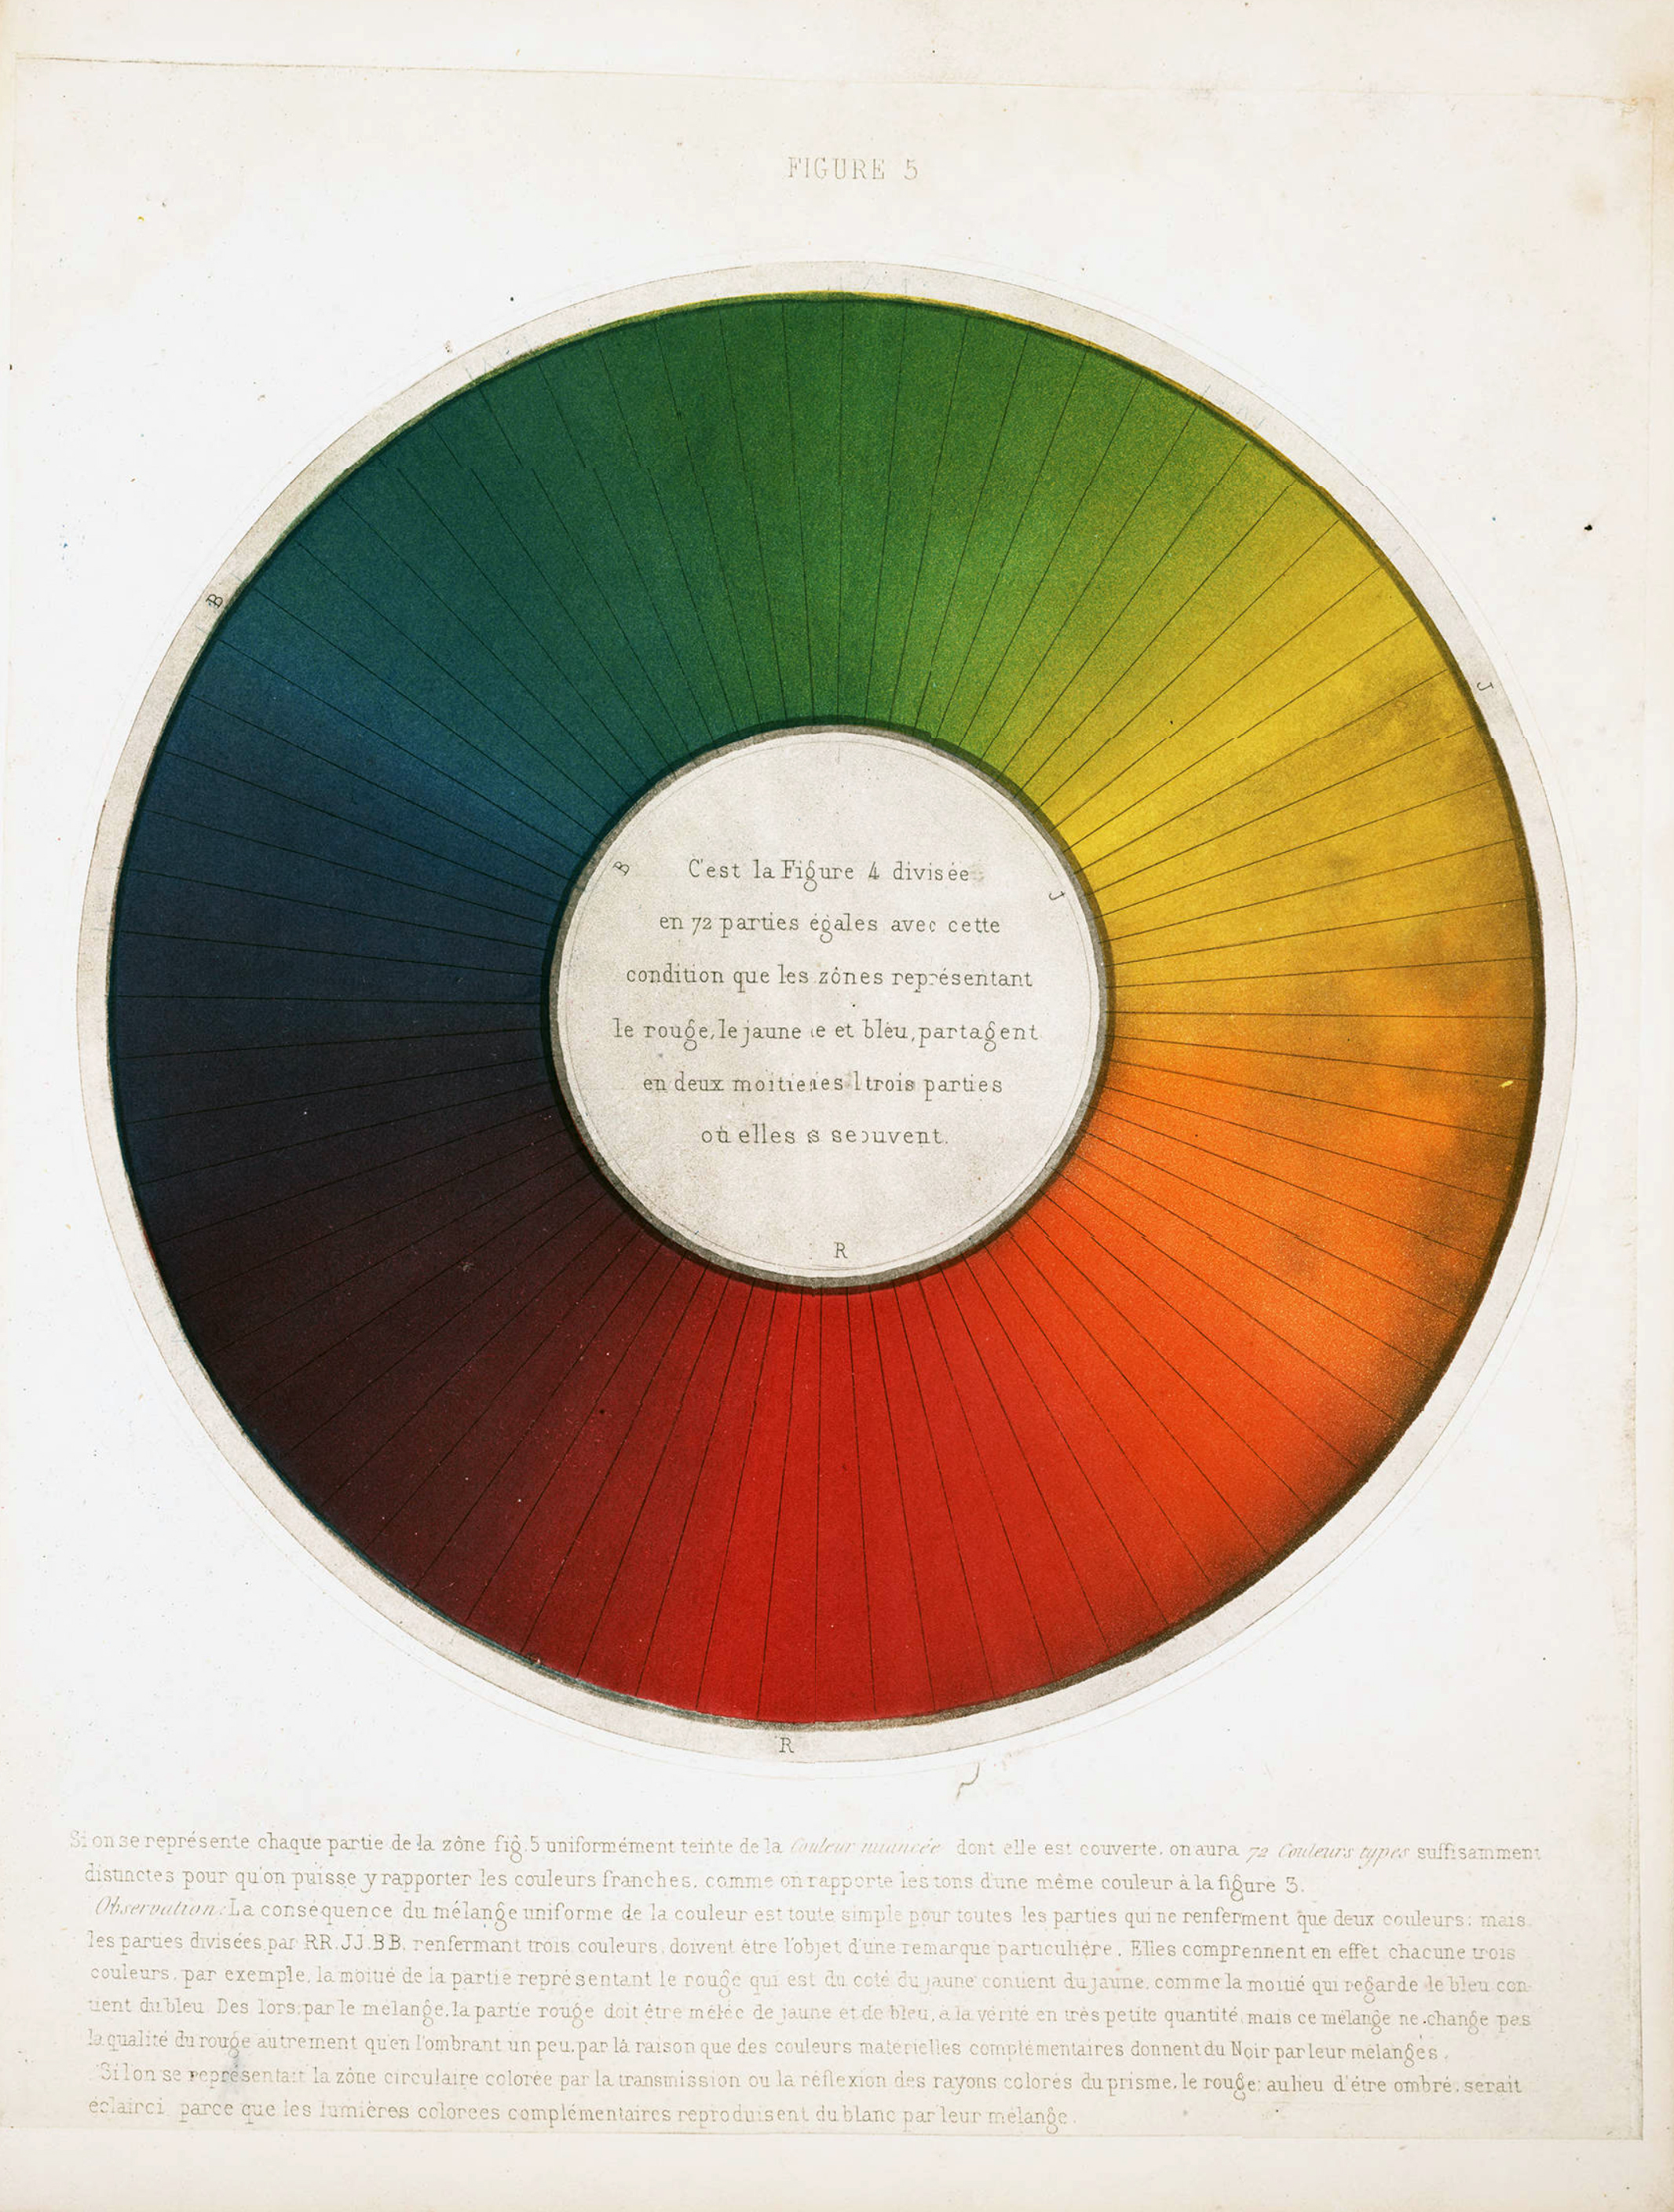 FIGURE 5
B
J
B
J
C'est la Figure 4 divisée
en 72 parties égales avec cette
condition que les zônes représentant
le rouge, le jaune et bléu, partagent
en deux trois parties
où elles
R
R
Si on se représente chaque partie de la zône fig. 5 uniformément teinte de la Couleur nuancée dont elle est couverte, on aura 72 Couleurs types suffisamment
distinctes pour qu'on puisse y rapporter les couleurs franches, comme on rapporte les tons d'une même couleur à la figure 3.
Observation: La conséquence du mélange uniforme de la couleur est toute simple pour toutes les parties qui ne renferment que deux couleurs; mais
les parties divisées par RR. JJ. BB. renfermant trois couleurs, doivent être l'objet d'une remarque particulière. Elles comprennent en effet chacune trois
couleurs, par exemple, la moitié de la partie représentant le rouge qui est du coté du jaune contient du jaune, comme la moitié qui regarde le bleu con-
tient du bleu. Des lors, par le mélange, la partie rouge doit être mêlée de jaune et de bleu, à la vérité en très petite quantité, mais ce mélange ne change pas
la qualité du rouge autrement qu'en l'ombrant un peu, par là raison que des couleurs matérielles complémentaires donnent du Noir par leur mélanges.
Si l'on se représentait la zône circulaire colorée par la transmission ou la réflexion des rayons colorés du prisme, le rouge; au lieu d'être ombré, serait
éclairci parce que les lumières colorées complémentaires reproduisent du blanc par leur mélange.